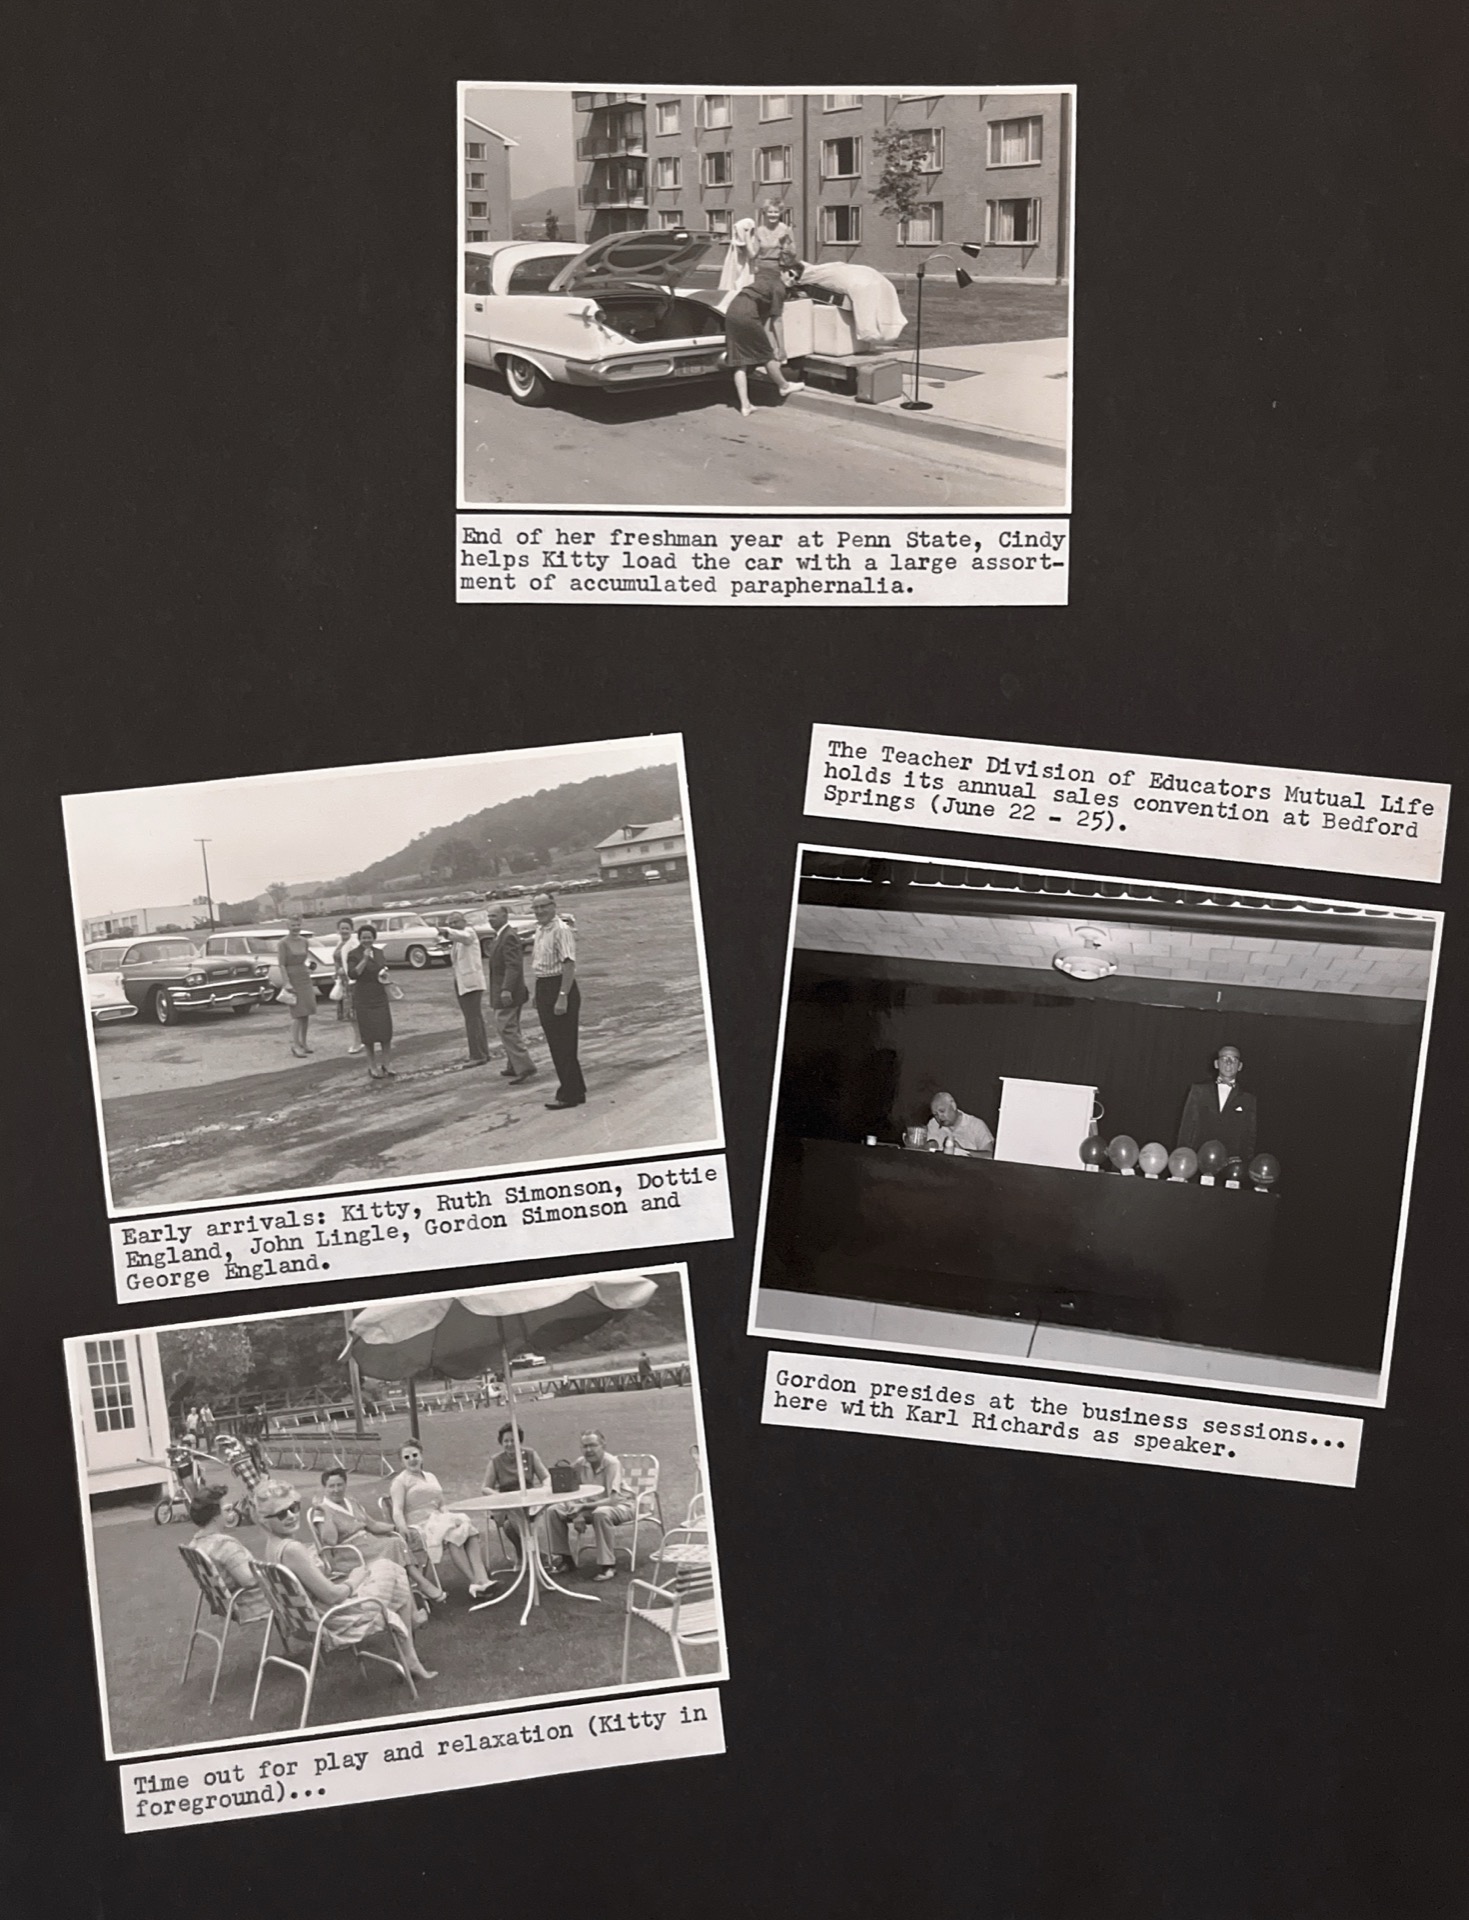 End of her freshman year at Penn State, Cindy
helps Kitty load the car with a large assort-
ment of accumulated paraphernalia.
The Teacher Division of Educators Mutual Life
holds its annual sales convention at Bedford
Springs (June 22 - 25).
Early arrivals: Kitty, Ruth Simonson, Dottie
England, John Lingle, Gordon Simonson and
George England.
Gordon presides at the business sessions...
here with Karl Richards as speaker.
Time out for play and relaxation (Kitty in
foreground)...